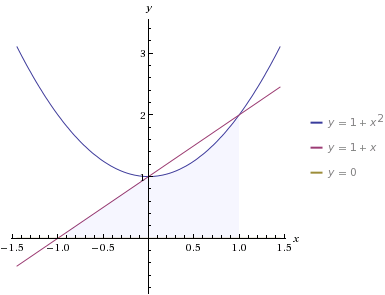 y
3
2
1
−1.5 −1.0 −0.5 0.5 1.0 1.5 x
y = 1 + x²
y = 1 + x
y = 0